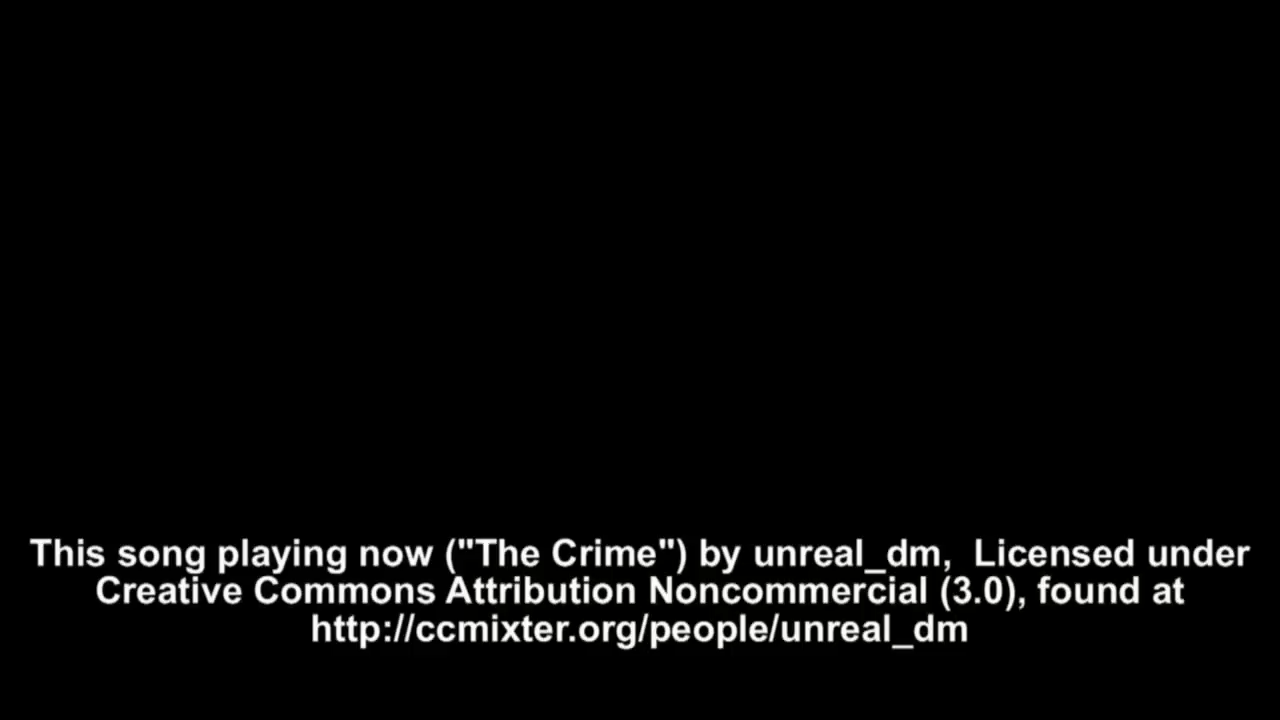 This song playing now ("The Crime") by unreal_dm,  Licensed under
Creative Commons Attribution Noncommercial (3.0), found at
http://ccmixter.org/people/unreal_dm